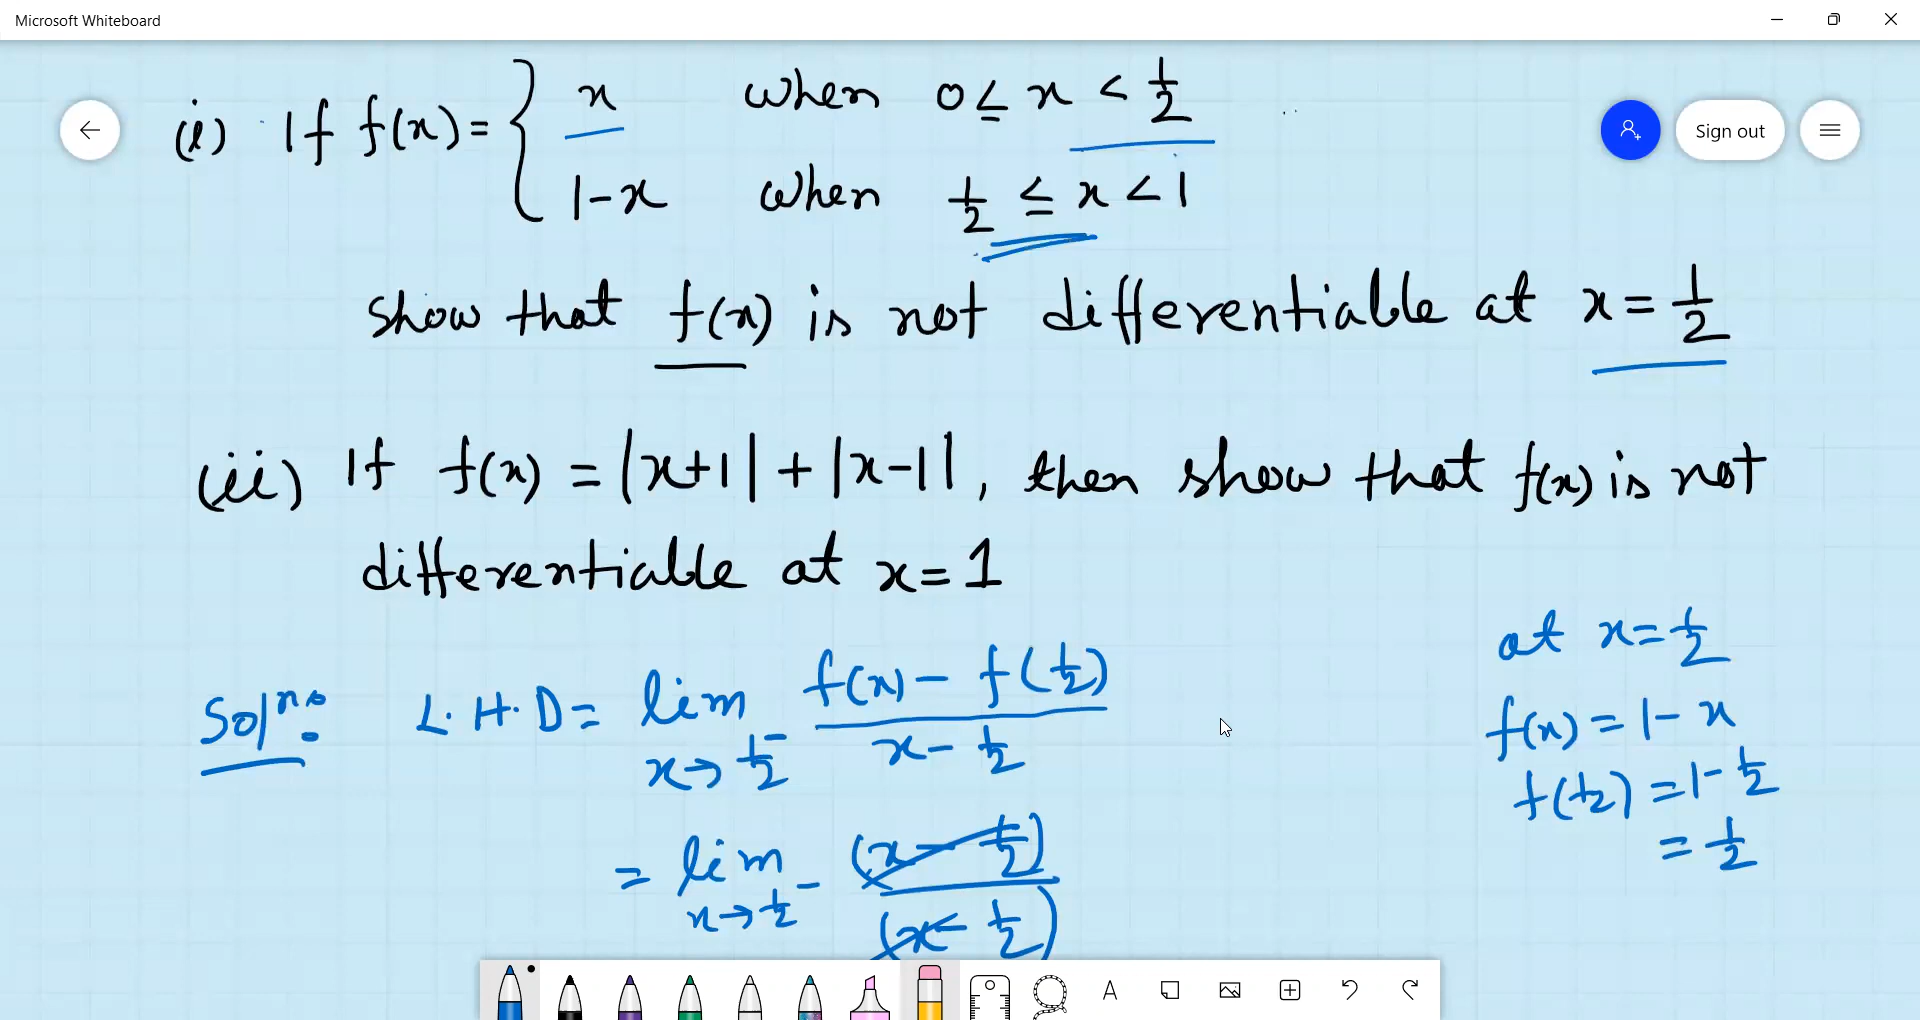 Microsoft Whiteboard
Sign out
(i) If f(x) = { x when 0 ≤ x < 1/2
1-x when 1/2 ≤ x < 1
show that f(x) is not differentiable at x = 1/2
(ii) If f(x) = |x+1| + |x-1|, then show that f(x) is not
differentiable at x = 1
Soln: L.H.D = lim x→1/2⁻ (f(x) - f(1/2)) / (x - 1/2)
= lim x→1/2⁻ (x - 1/2) / (x - 1/2)
at x = 1/2
f(x) = 1 - x
f(1/2) = 1 - 1/2
= 1/2
A